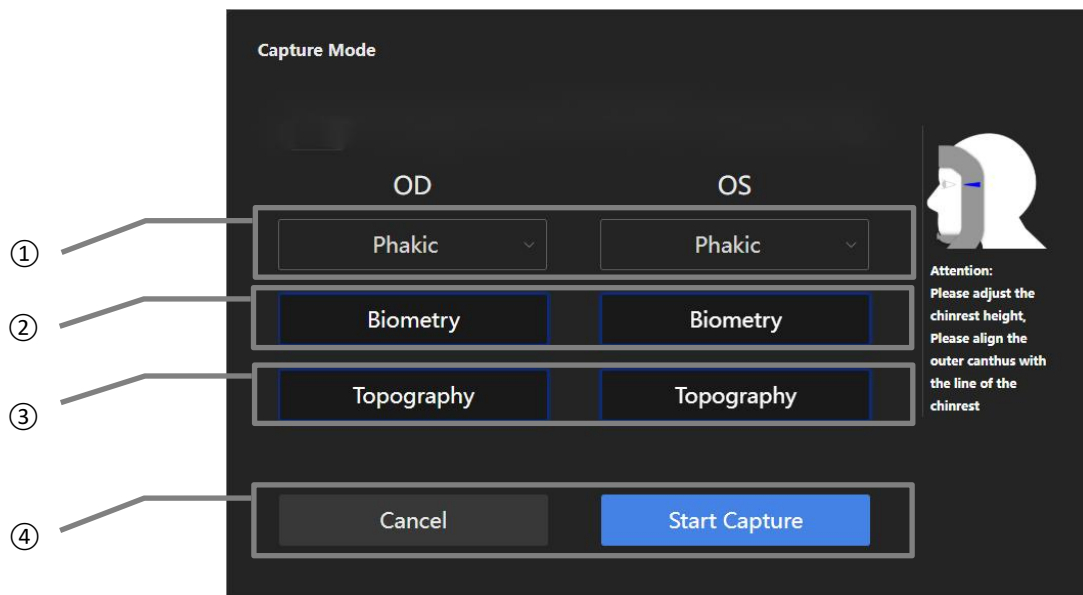 Capture Mode
OD OS
① Phakic Phakic
② Biometry Biometry
③ Topography Topography
④ Cancel Start Capture
Attention:
Please adjust the
chinrest height,
Please align the
outer canthus with
the line of the
chinrest